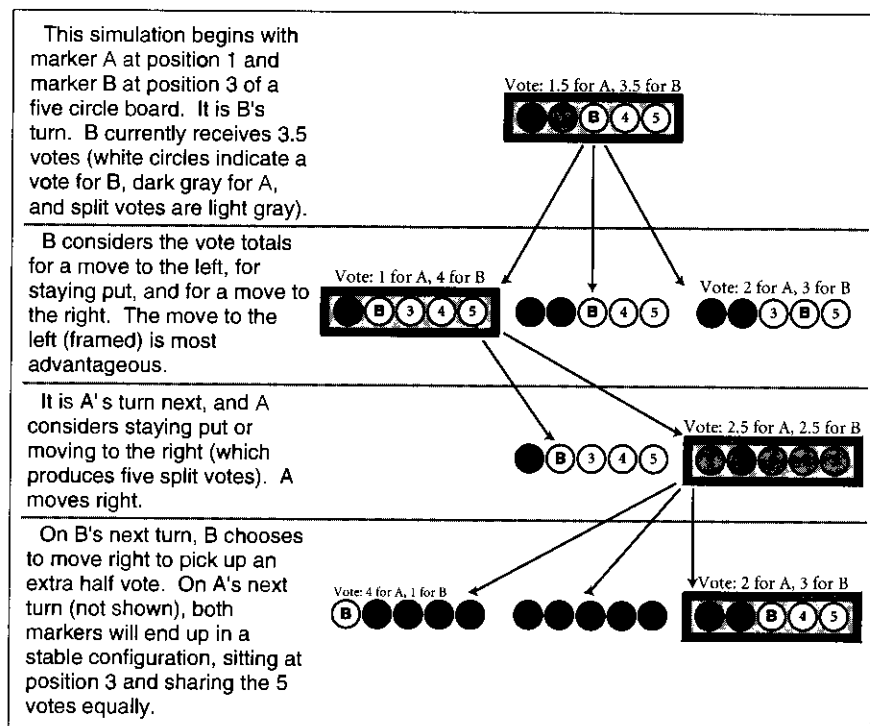 This simulation begins with
marker A at position 1 and
marker B at position 3 of a
five circle board. It is B's
turn. B currently receives 3.5
votes (white circles indicate a
vote for B, dark gray for A,
and split votes are light gray).
Vote: 1.5 for A, 3.5 for B
B 4 5
B considers the vote totals
for a move to the left, for
staying put, and for a move to
the right. The move to the
left (framed) is most
advantageous.
Vote: 1 for A, 4 for B
B 3 4 5
B 4 5
Vote: 2 for A, 3 for B
3 B 5
It is A's turn next, and A
considers staying put or
moving to the right (which
produces five split votes). A
moves right.
B 3 4 5
Vote: 2.5 for A, 2.5 for B
On B's next turn, B chooses
to move right to pick up an
extra half vote. On A's next
turn (not shown), both
markers will end up in a
stable configuration, sitting at
position 3 and sharing the 5
votes equally.
Vote: 4 for A, 1 for B
B
Vote: 2 for A, 3 for B
B 4 5